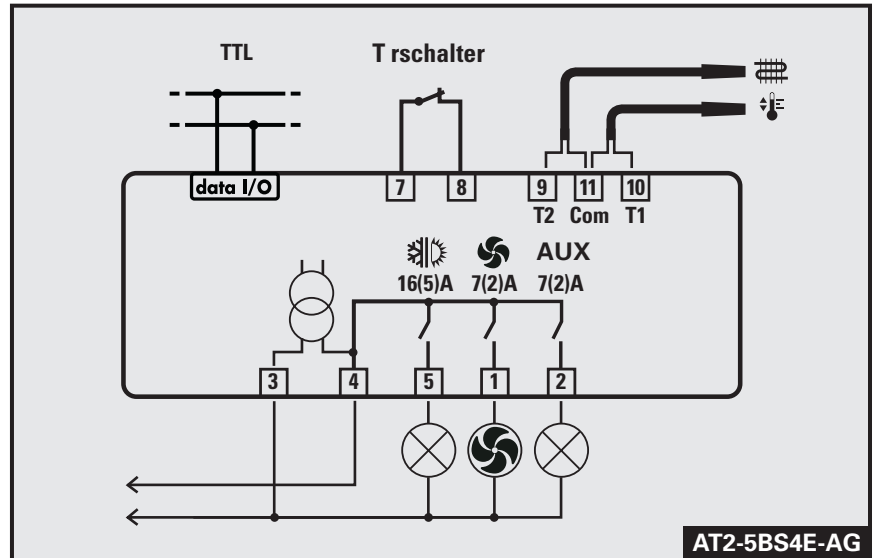 TTL T rschalter
data I/O 7 8 9 11 10
T2 Com T1
AUX
16(5)A 7(2)A 7(2)A
3 4 5 1 2
AT2-5BS4E-AG